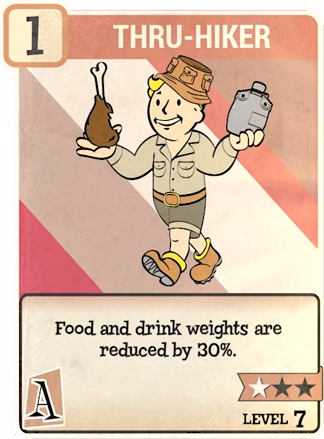 1
THRU-HIKER
Food and drink weights are
reduced by 30%.
A
LEVEL 7